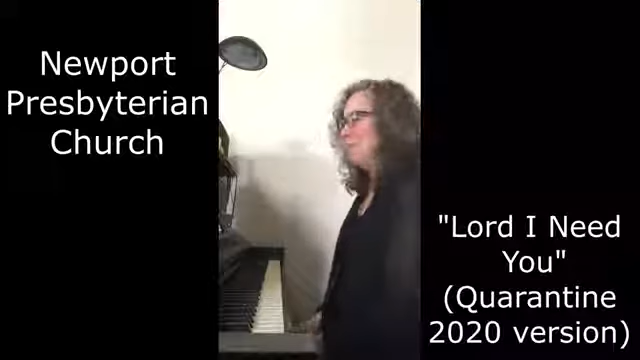 Newport
Presbyterian
Church
"Lord I Need
You"
(Quarantine
2020 version)